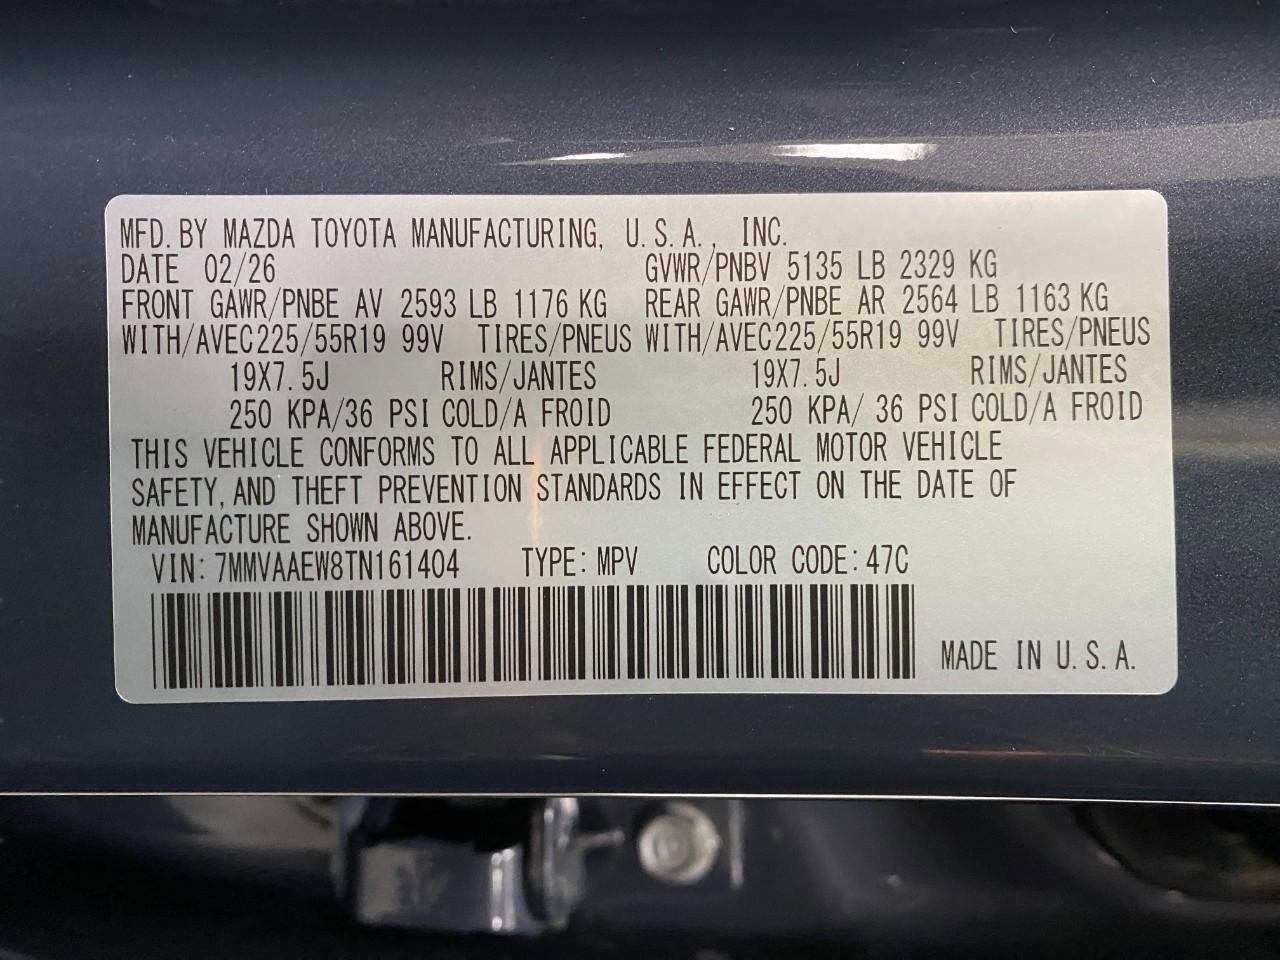 MFD. BY MAZDA TOYOTA MANUFACTURING, U.S.A., INC.
DATE 02/26 GVWR/PNBV 5135 LB 2329 KG
FRONT GAWR/PNBE AV 2593 LB 1176 KG REAR GAWR/PNBE AR 2564 LB 1163 KG
WITH/AVEC225/55R19 99V TIRES/PNEUS WITH/AVEC225/55R19 99V TIRES/PNEUS
19X7.5J RIMS/JANTES 19X7.5J RIMS/JANTES
250 KPA/36 PSI COLD/A FROID 250 KPA/ 36 PSI COLD/A FROID
THIS VEHICLE CONFORMS TO ALL APPLICABLE FEDERAL MOTOR VEHICLE
SAFETY, AND THEFT PREVENTION STANDARDS IN EFFECT ON THE DATE OF
MANUFACTURE SHOWN ABOVE.
VIN: 7MMVAAEW8TN161404 TYPE: MPV COLOR CODE: 47C
MADE IN U.S.A.